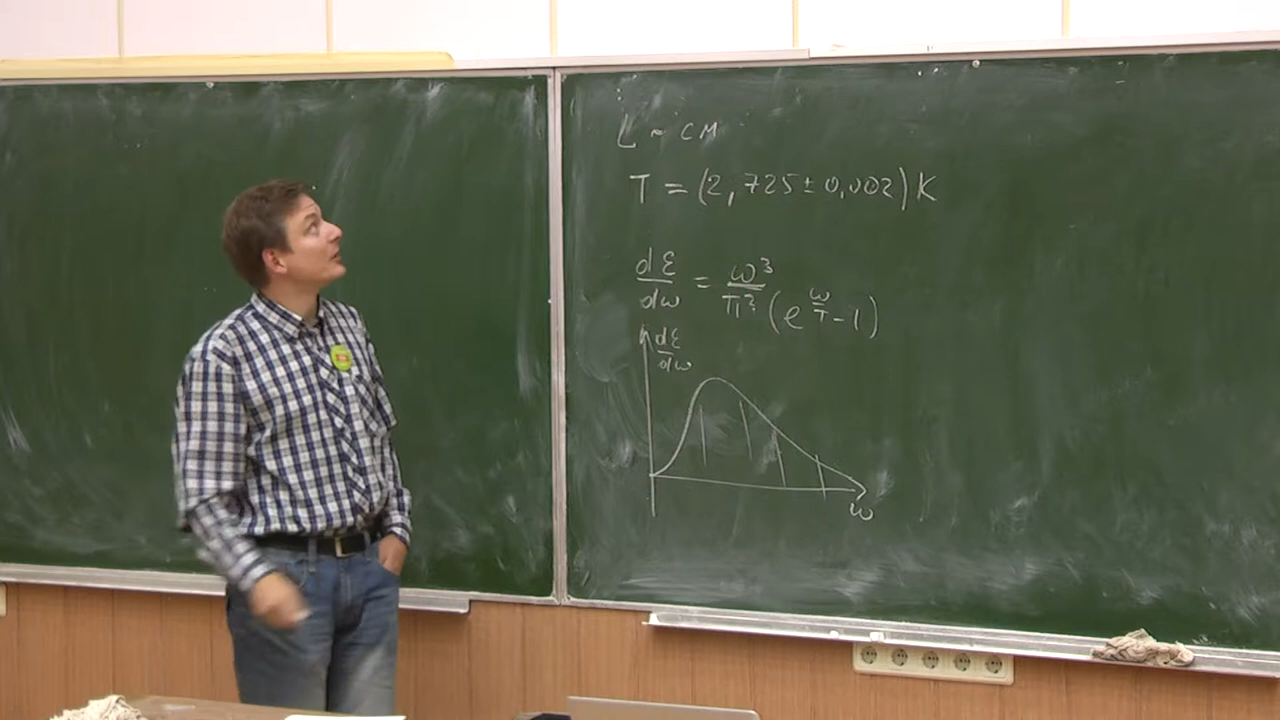 L ~ см
T = (2,725 ± 0,002) K
dε/dω = ω³/π² (e^(ω/T) - 1)
dε/dω
ω